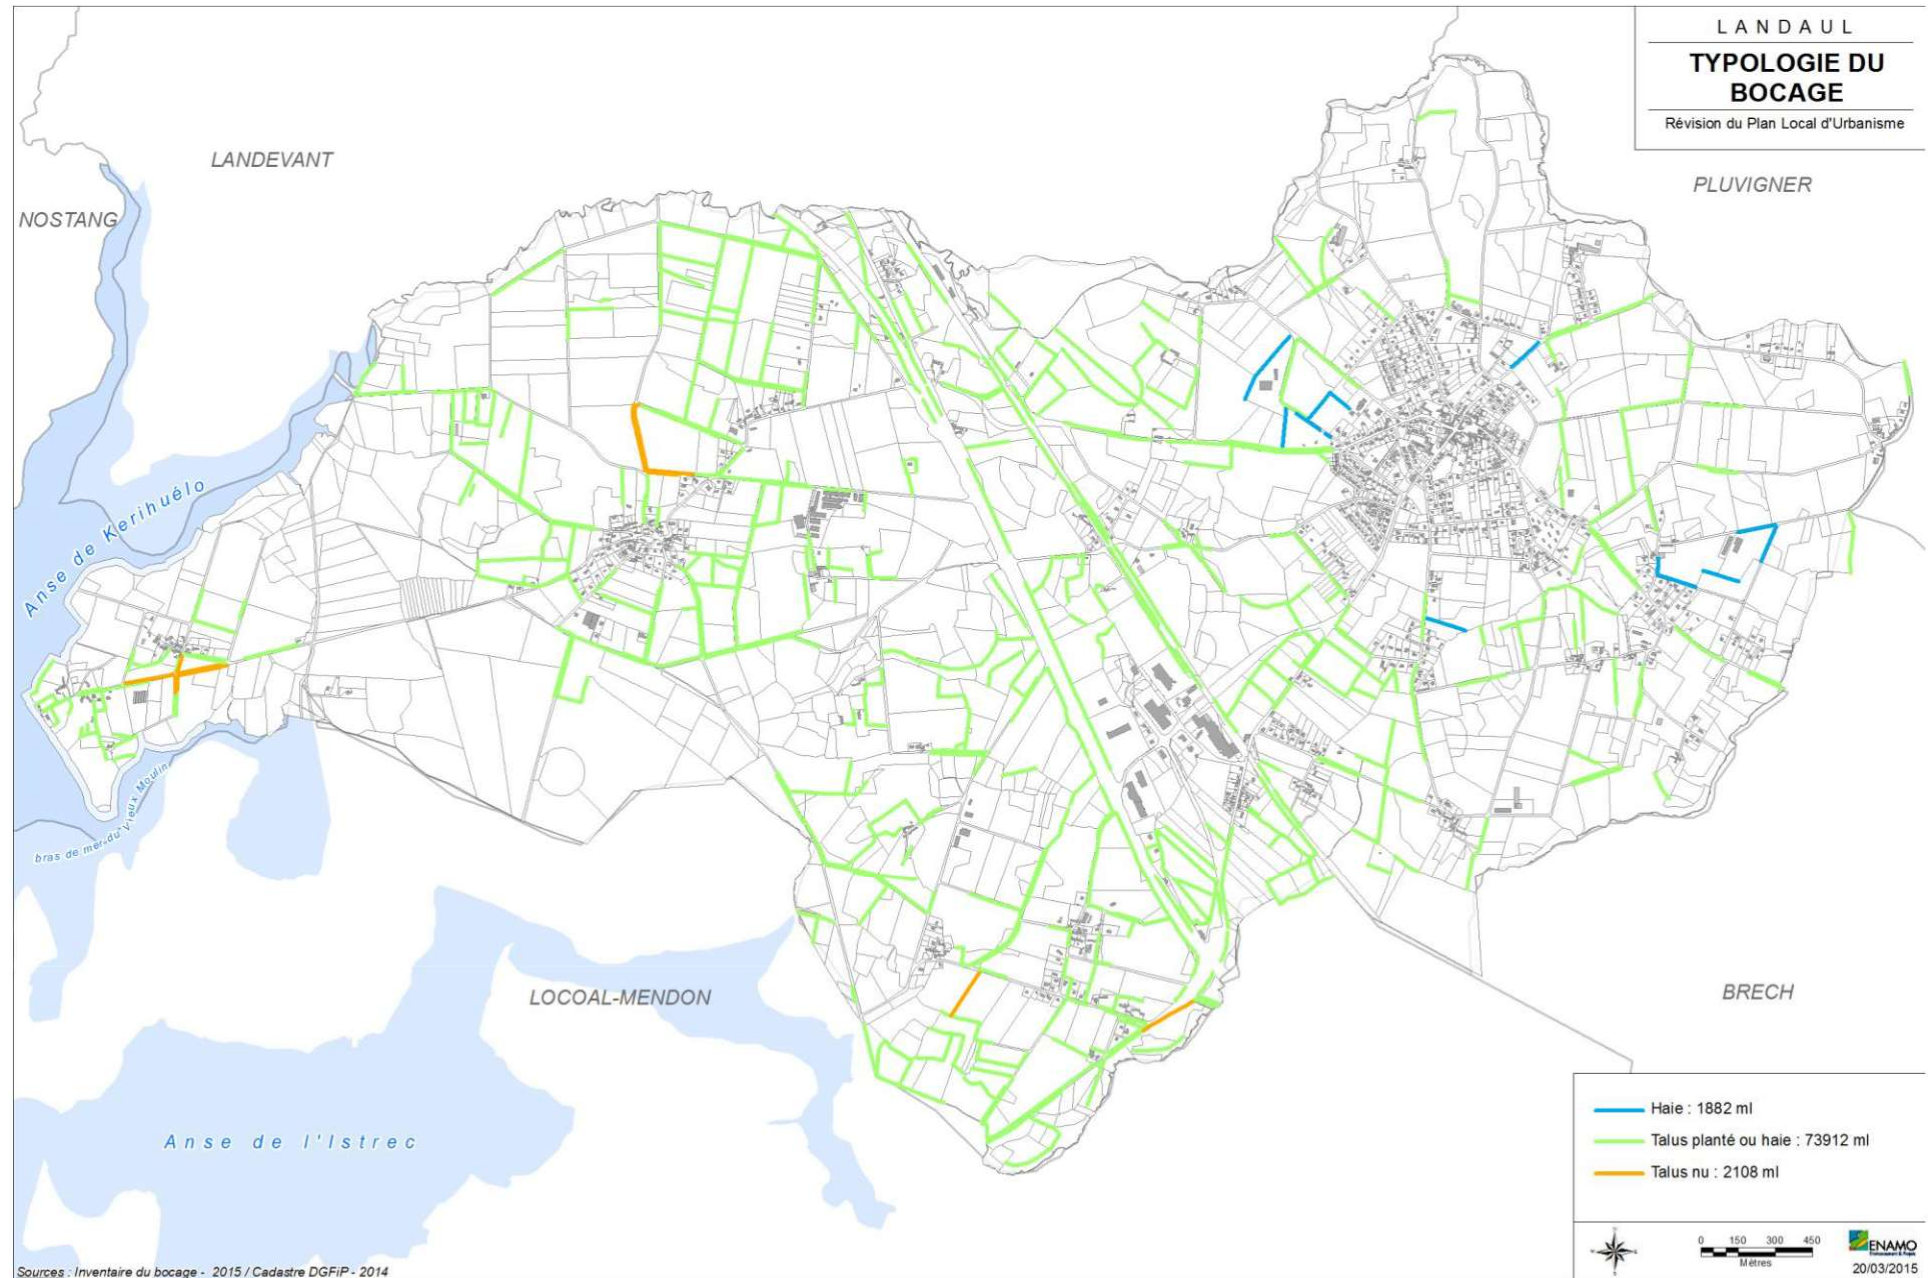 LANDAUL
TYPOLOGIE DU
BOCAGE
Révision du Plan Local d'Urbanisme
LANDEVANT
NOSTANG
PLUVIGNER
Anse de Kerihuélo
bras de mer du Vieux Moulin
LOCOAL-MENDON
BRECH
Anse de l'Istrec
Haie : 1882 ml
Talus planté ou haie : 73912 ml
Talus nu : 2108 ml
0 150 300 450
Mètres
ENAMO
20/03/2015
Sources : Inventaire du bocage - 2015 / Cadastre DGFiP - 2014